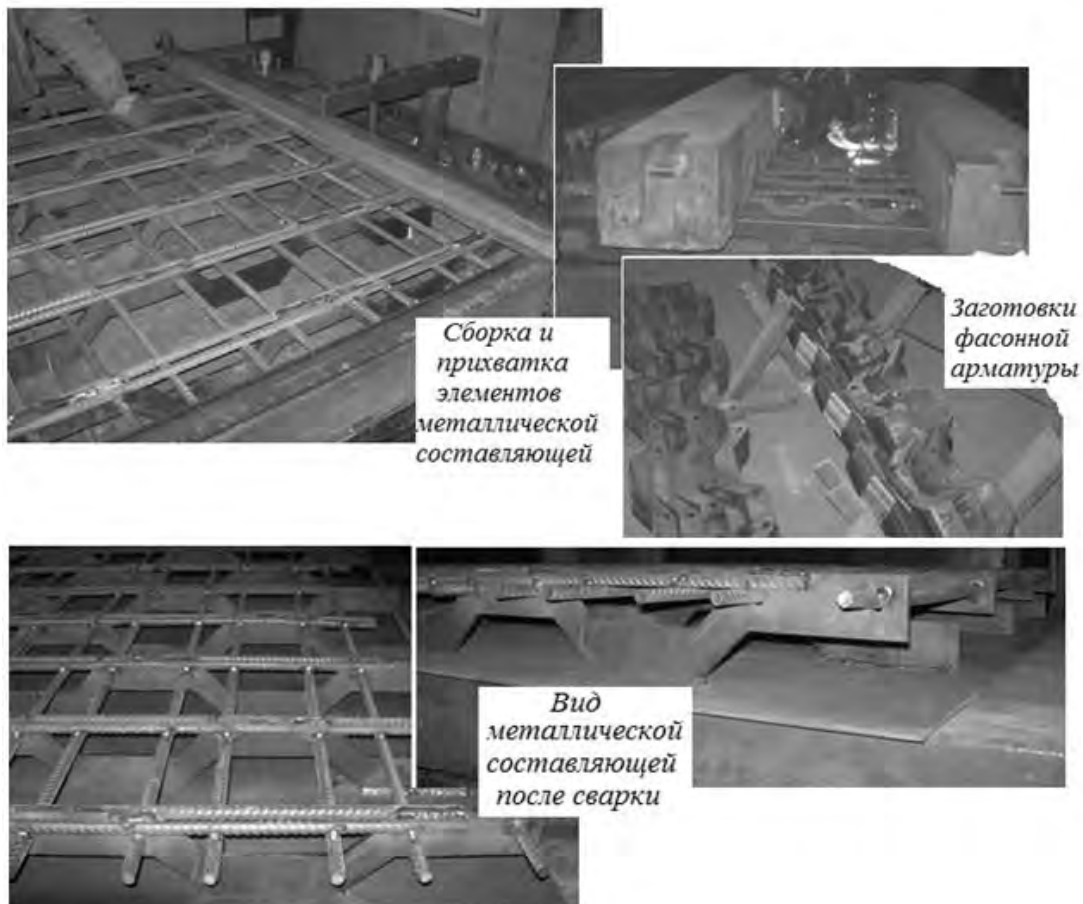 Сборка и
прихватка
элементов
металлической
составляющей
Заготовки
фасонной
арматуры
Вид
металлической
составляющей
после сварки